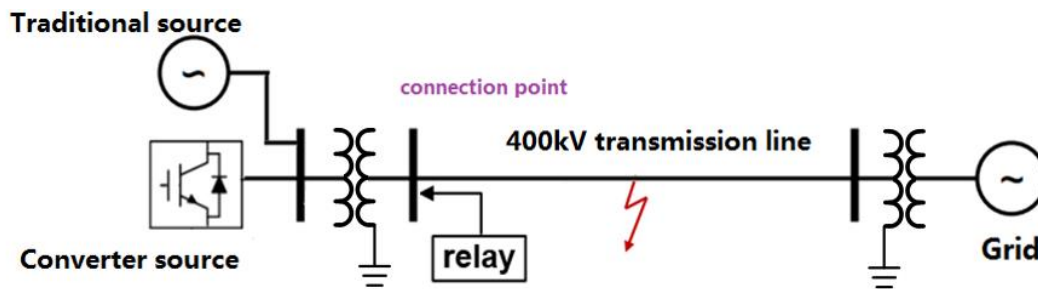 Traditional source
connection point
400kV transmission line
relay
Converter source
Grid